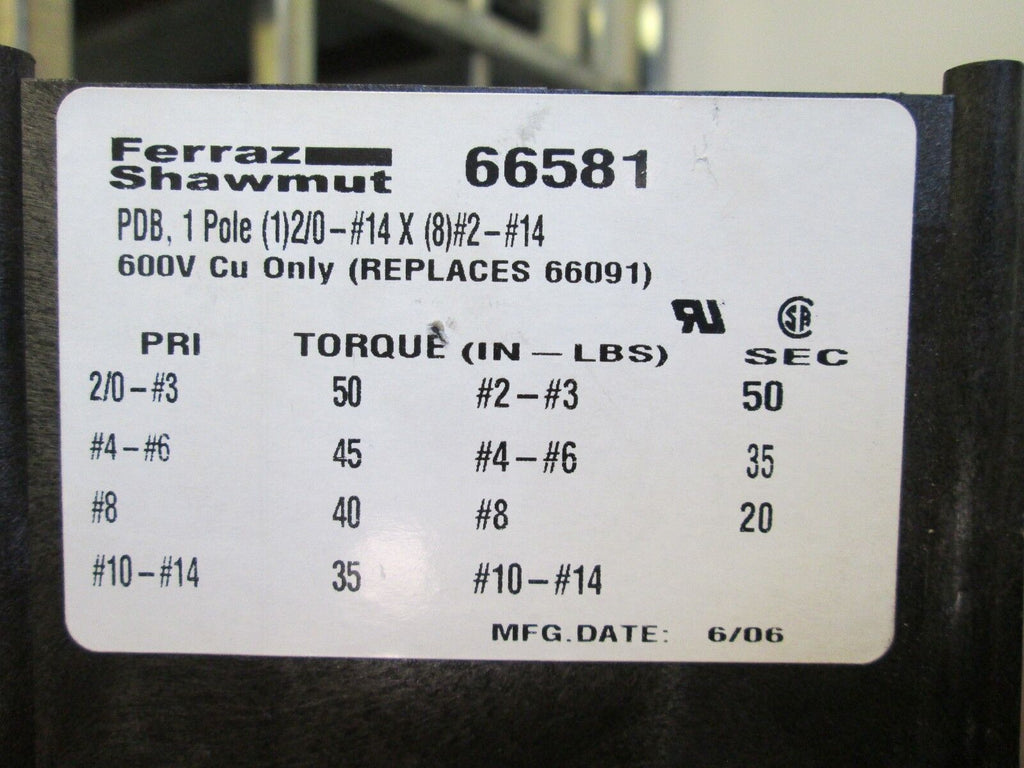 Ferraz
Shawmut 66581
PDB, 1 Pole (1)2/0-#14 X (8)#2-#14
600V Cu Only (REPLACES 66091)
RU SA
PRI TORQUE (IN-LBS) SEC
2/0-#3 50 #2-#3 50
#4-#6 45 #4-#6 35
#8 40 #8 20
#10-#14 35 #10-#14
MFG.DATE: 6/06